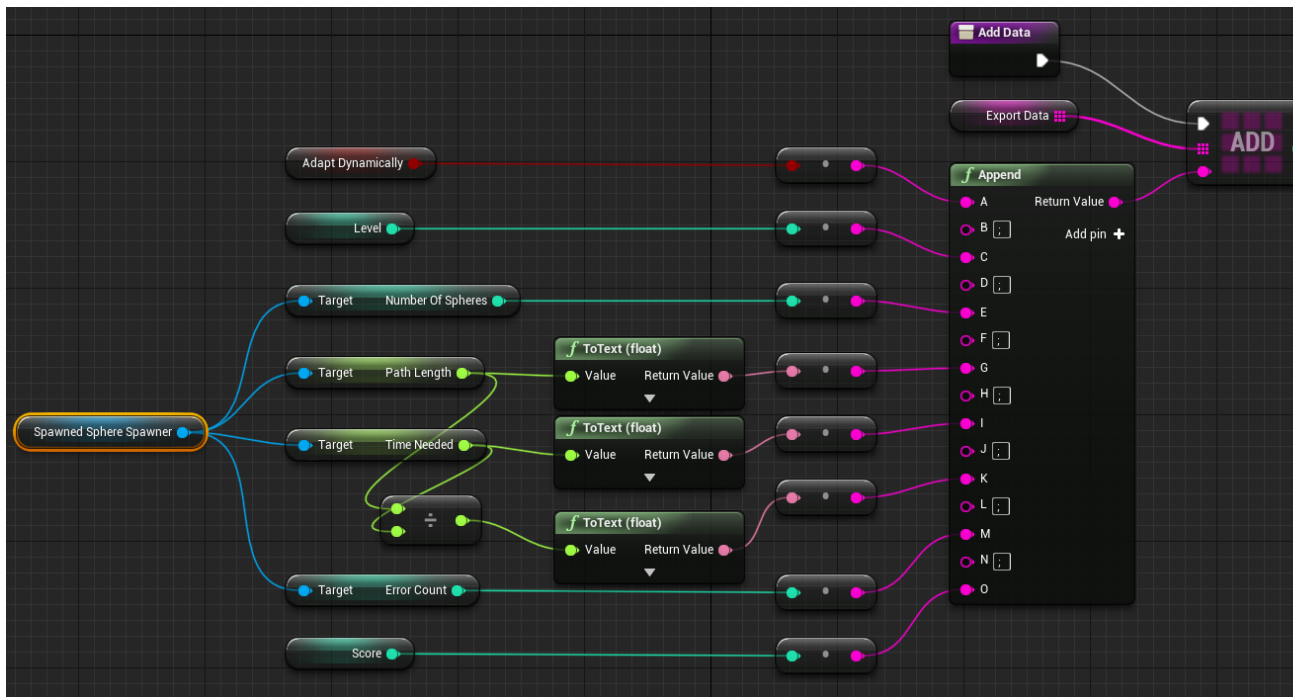 Add Data
Export Data
ADD
Adapt Dynamically
Level
Target Number Of Spheres
Target Path Length
Spawned Sphere Spawner
Target Time Needed
÷
Target Error Count
Score
f ToText (float)
Value Return Value
f ToText (float)
Value Return Value
f ToText (float)
Value Return Value
f Append
A Return Value
B ;
Add pin +
C
D ;
E
F ;
G
H ;
I
J ;
K
L ;
M
N ;
O